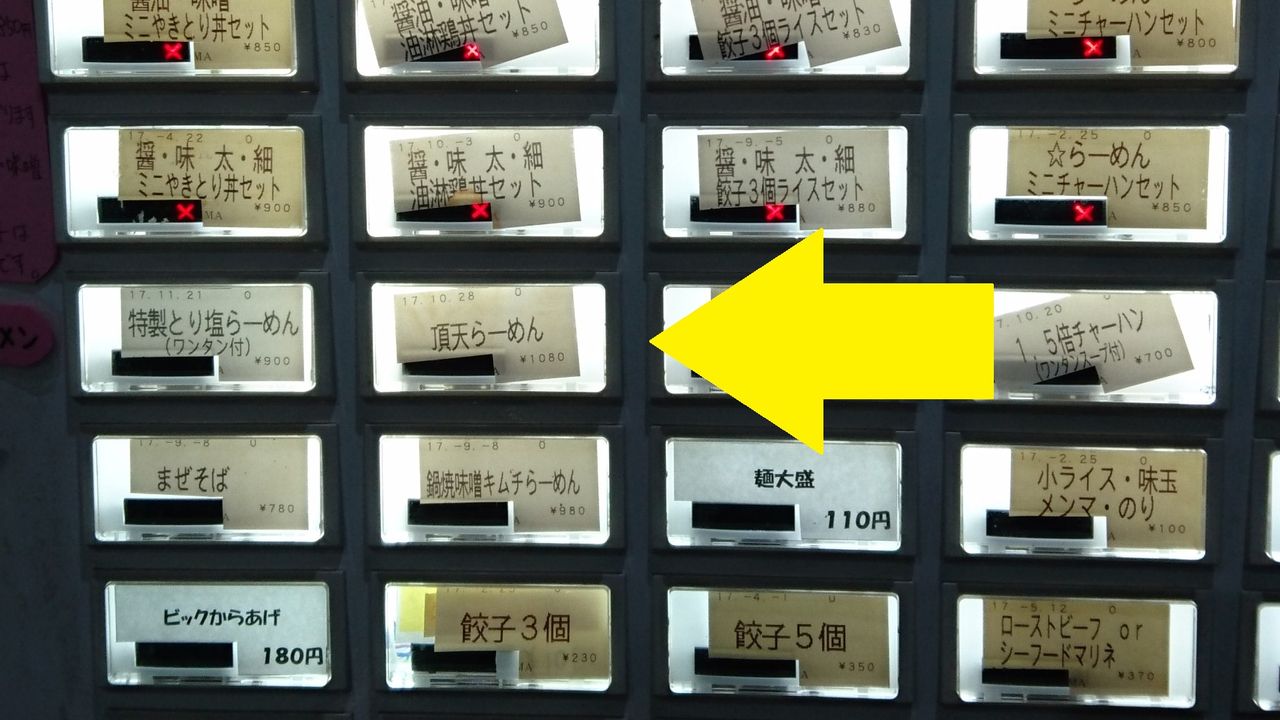 醤油・味噌
ミニやきとり丼セット
¥850
醤油・味噌
油淋鶏丼セット
¥850
醤油・味噌
餃子3個ライスセット
¥830
らーめん
ミニチャーハンセット
¥800
17.-4.22 0
醤・味 太・細
ミニやきとり丼セット
¥900
17.10.-3 0
醤・味 太・細
油淋鶏丼セット
¥900
17.-9.-5 0
醤・味 太・細
餃子3個ライスセット
¥880
17.-2.25 0
☆らーめん
ミニチャーハンセット
¥850
17.11.21 0
特製とり塩らーめん
(ワンタン付)
¥900
17.10.28 0
頂天らーめん
¥1080
7.10.20 0
1.5倍チャーハン
(ワンタンスープ付)
¥700
17.-9.-8 0
まぜそば
¥780
17.-9.-8 0
鍋焼味噌キムチらーめん
¥980
麺大盛
110円
17.-2.25 0
小ライス・味玉
メンマ・のり
¥100
ビックからあげ
180円
餃子3個
¥230
17.-4.-1 0
餃子5個
¥350
17.-5.12 0
ローストビーフ or
シーフードマリネ
¥370